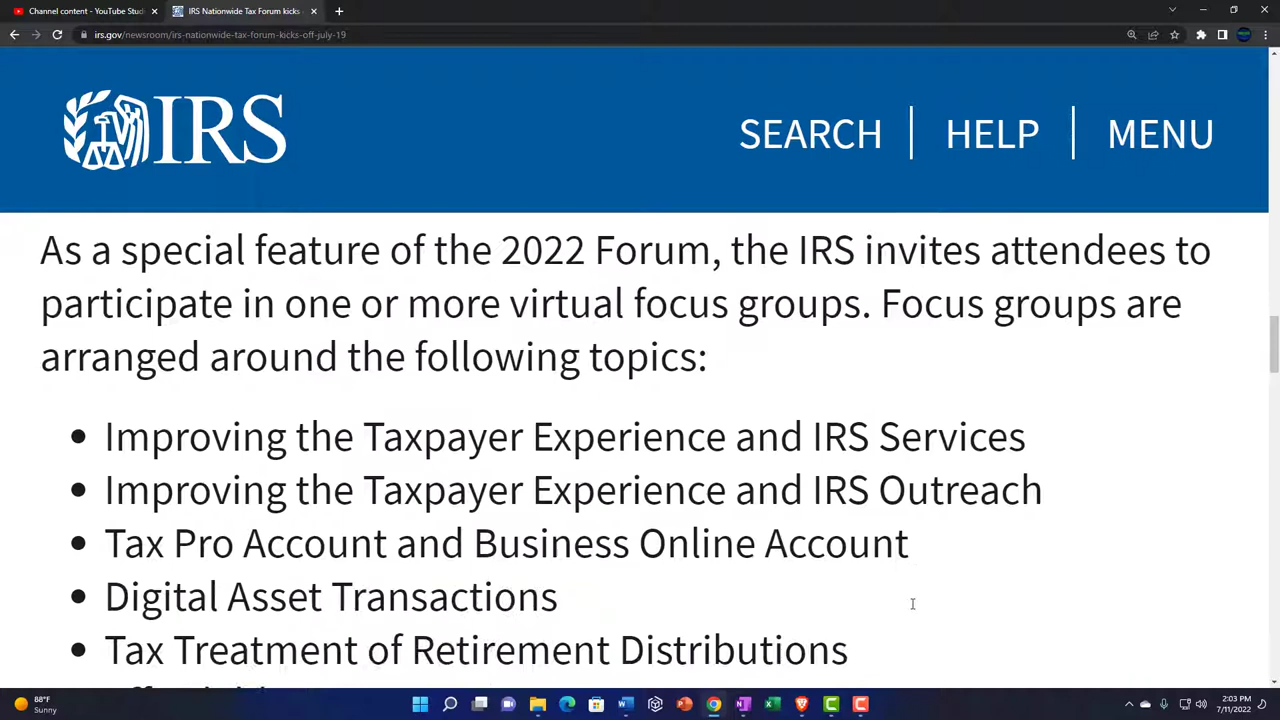 Channel content - YouTube Stud
IRS Nationwide Tax Forum kicks
irs.gov/newsroom/irs-nationwide-tax-forum-kicks-off-july-19
IRS
SEARCH
HELP
MENU
As a special feature of the 2022 Forum, the IRS invites attendees to
participate in one or more virtual focus groups. Focus groups are
arranged around the following topics:
• Improving the Taxpayer Experience and IRS Services
• Improving the Taxpayer Experience and IRS Outreach
• Tax Pro Account and Business Online Account
• Digital Asset Transactions
• Tax Treatment of Retirement Distributions
88°F
Sunny
2:03 PM
7/11/2022